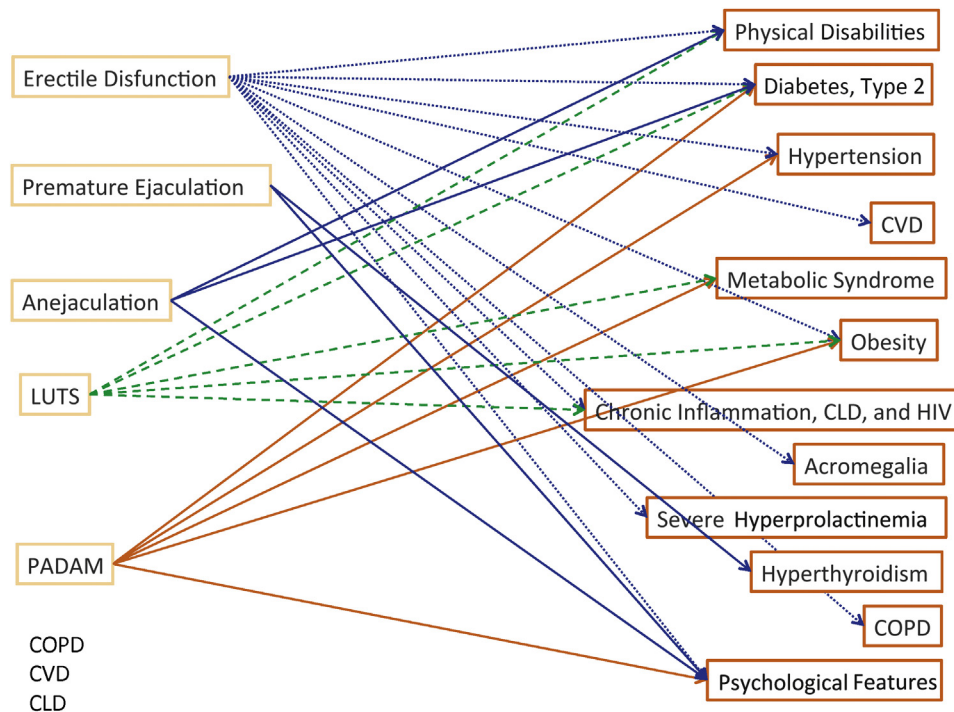 Erectile Disfunction
Premature Ejaculation
Anejaculation
LUTS
PADAM
COPD
CVD
CLD
Physical Disabilities
Diabetes, Type 2
Hypertension
CVD
Metabolic Syndrome
Obesity
Chronic Inflammation, CLD, and HIV
Acromegalia
Severe Hyperprolactinemia
Hyperthyroidism
COPD
Psychological Features